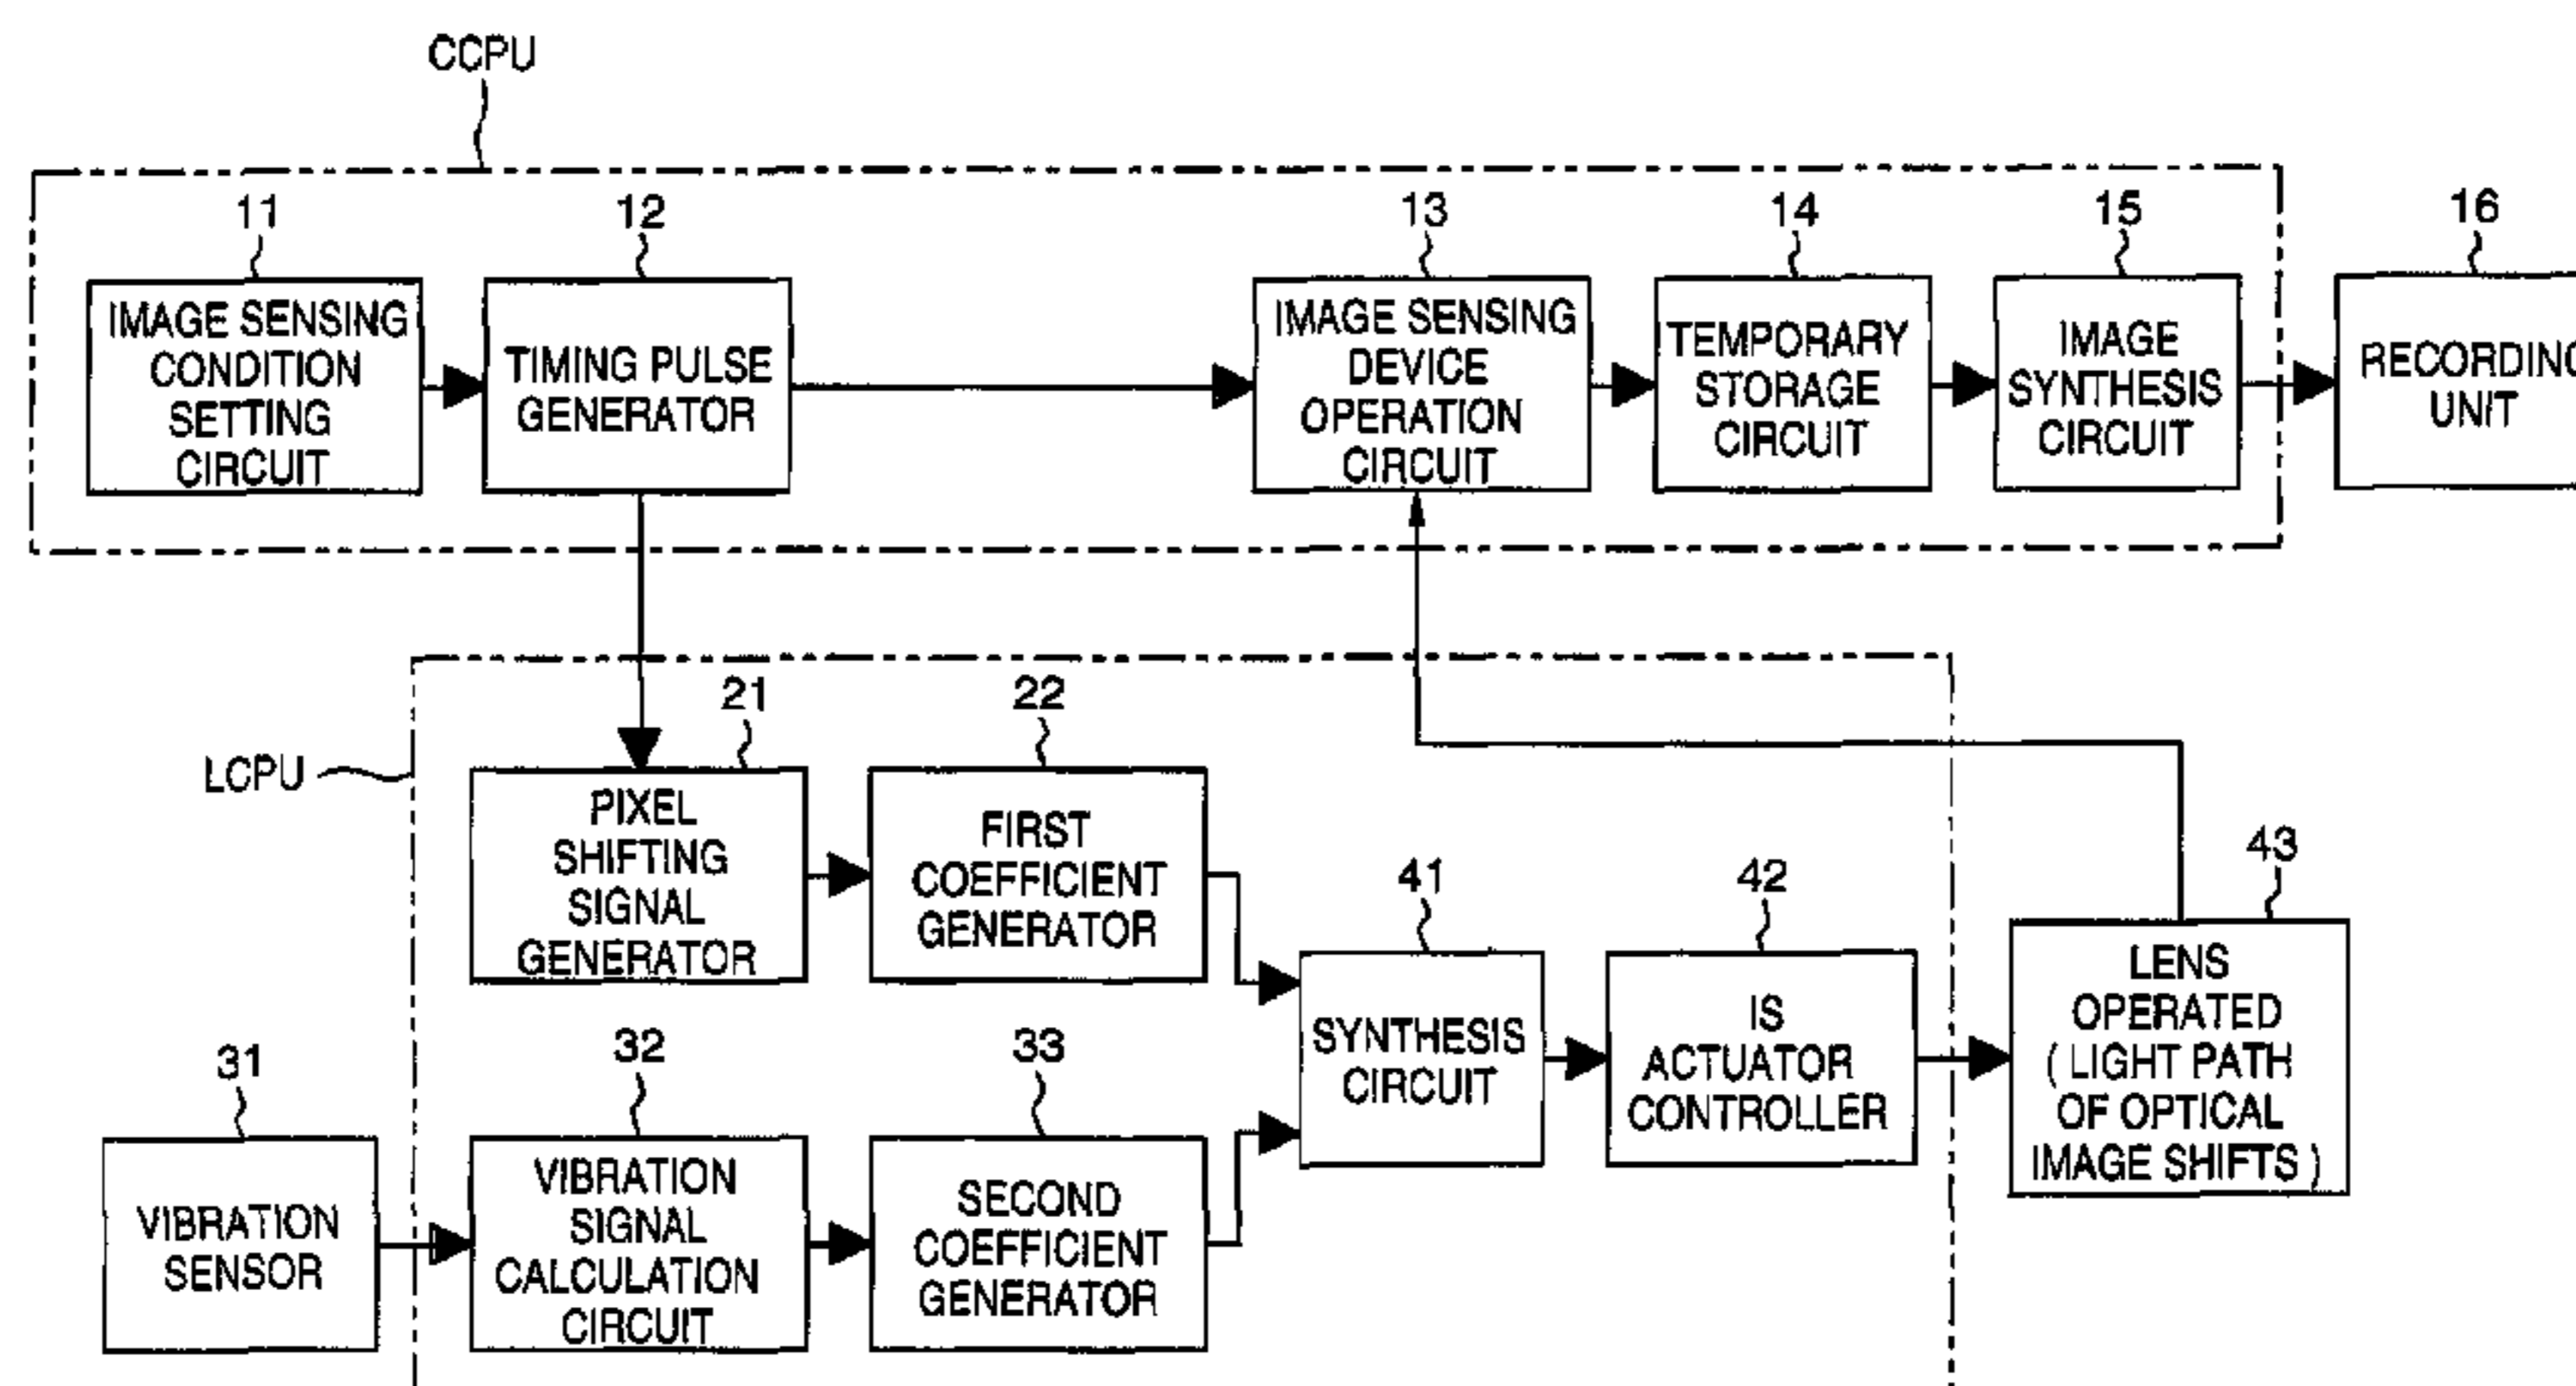 CCPU
11
12
13
14
15
16
IMAGE SENSING
CONDITION
SETTING
CIRCUIT
TIMING PULSE
GENERATOR
IMAGE SENSING
DEVICE
OPERATION
CIRCUIT
TEMPORARY
STORAGE
CIRCUIT
IMAGE
SYNTHESIS
CIRCUIT
RECORDING
UNIT
LCPU
21
22
PIXEL
SHIFTING
SIGNAL
GENERATOR
FIRST
COEFFICIENT
GENERATOR
41
42
43
SYNTHESIS
CIRCUIT
IS
ACTUATOR
CONTROLLER
LENS
OPERATED
( LIGHT PATH
OF OPTICAL
IMAGE SHIFTS )
31
32
33
VIBRATION
SENSOR
VIBRATION
SIGNAL
CALCULATION
CIRCUIT
SECOND
COEFFICIENT
GENERATOR